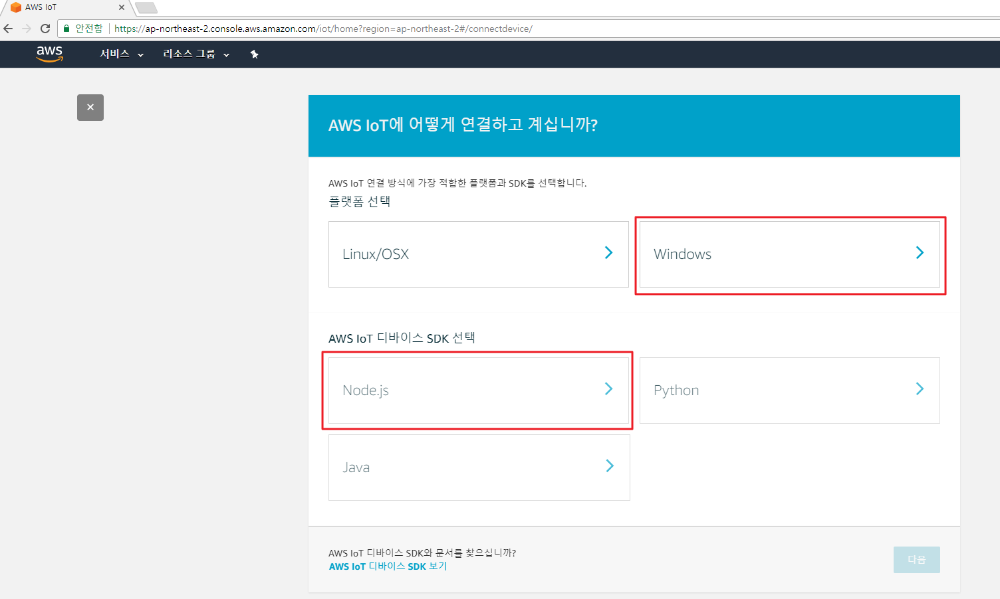 AWS IoT
안전함 https://ap-northeast-2.console.aws.amazon.com/iot/home?region=ap-northeast-2#/connectdevice/
aws 서비스 리소스 그룹
AWS IoT에 어떻게 연결하고 계십니까?
AWS IoT 연결 방식에 가장 적합한 플랫폼과 SDK를 선택합니다.
플랫폼 선택
Linux/OSX Windows
AWS IoT 디바이스 SDK 선택
Node.js Python
Java
AWS IoT 디바이스 SDK와 문서를 찾으십니까?
AWS IoT 디바이스 SDK 보기
다음